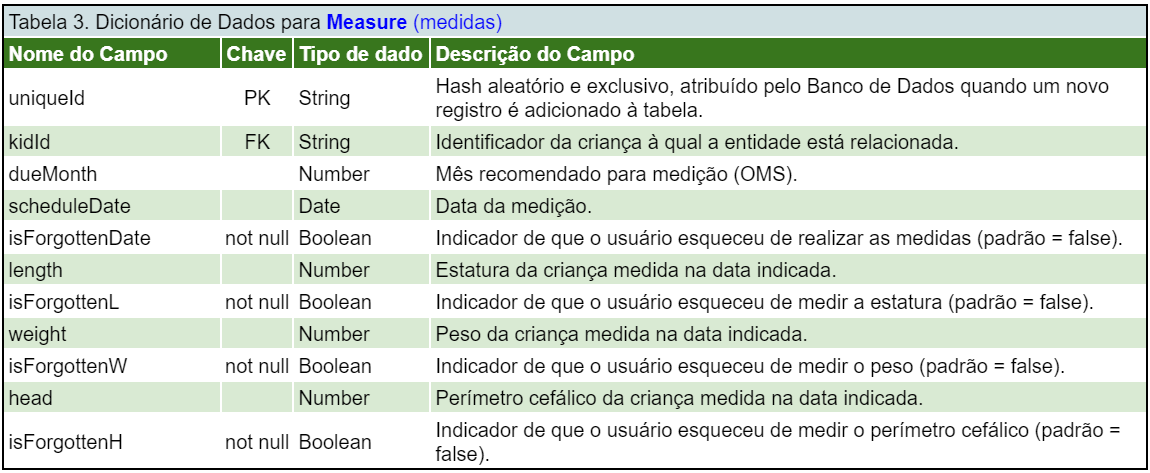 Tabela 3. Dicionário de Dados para Measure (medidas)
Nome do Campo Chave Tipo de dado Descrição do Campo
uniqueId PK String Hash aleatório e exclusivo, atribuído pelo Banco de Dados quando um novo
registro é adicionado à tabela.
kidId FK String Identificador da criança à qual a entidade está relacionada.
dueMonth Number Mês recomendado para medição (OMS).
scheduleDate Date Data da medição.
isForgottenDate not null Boolean Indicador de que o usuário esqueceu de realizar as medidas (padrão = false).
length Number Estatura da criança medida na data indicada.
isForgottenL not null Boolean Indicador de que o usuário esqueceu de medir a estatura (padrão = false).
weight Number Peso da criança medida na data indicada.
isForgottenW not null Boolean Indicador de que o usuário esqueceu de medir o peso (padrão = false).
head Number Perímetro cefálico da criança medida na data indicada.
isForgottenH not null Boolean Indicador de que o usuário esqueceu de medir o perímetro cefálico (padrão =
false).